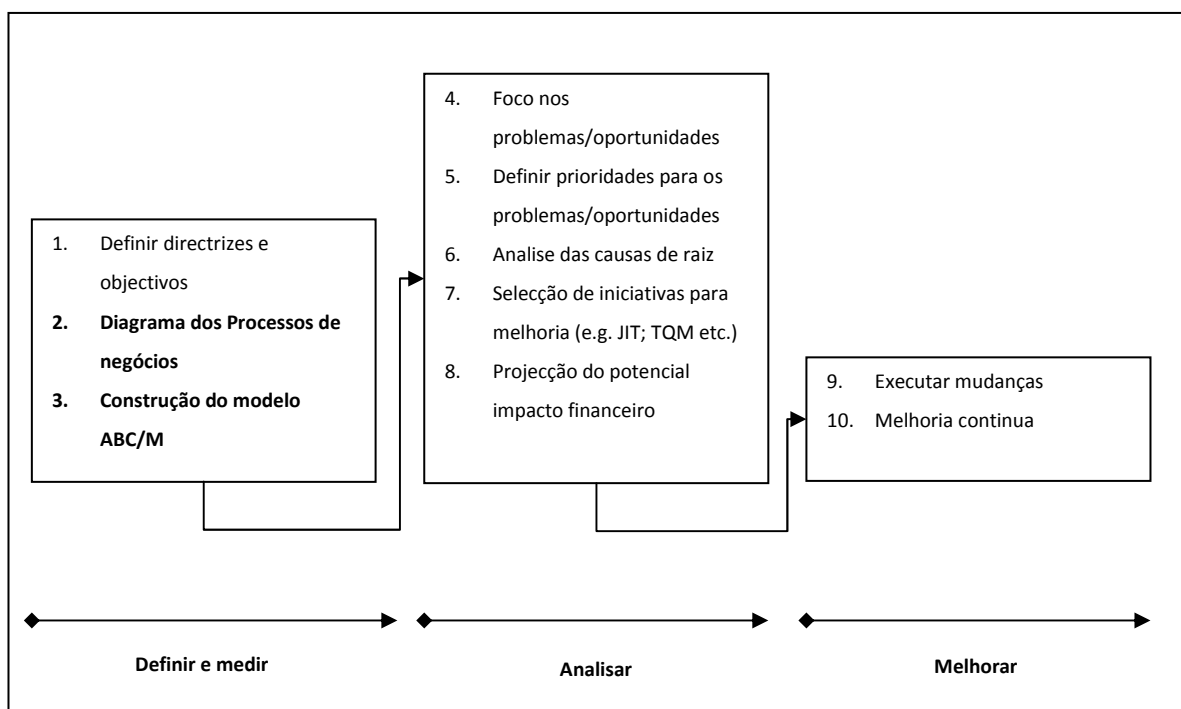 1. Definir directrizes e
objectivos
2. Diagrama dos Processos de
negócios
3. Construção do modelo
ABC/M
4. Foco nos
problemas/oportunidades
5. Definir prioridades para os
problemas/oportunidades
6. Analise das causas de raiz
7. Selecção de iniciativas para
melhoria (e.g. JIT; TQM etc.)
8. Projecção do potencial
impacto financeiro
9. Executar mudanças
10. Melhoria continua
Definir e medir
Analisar
Melhorar